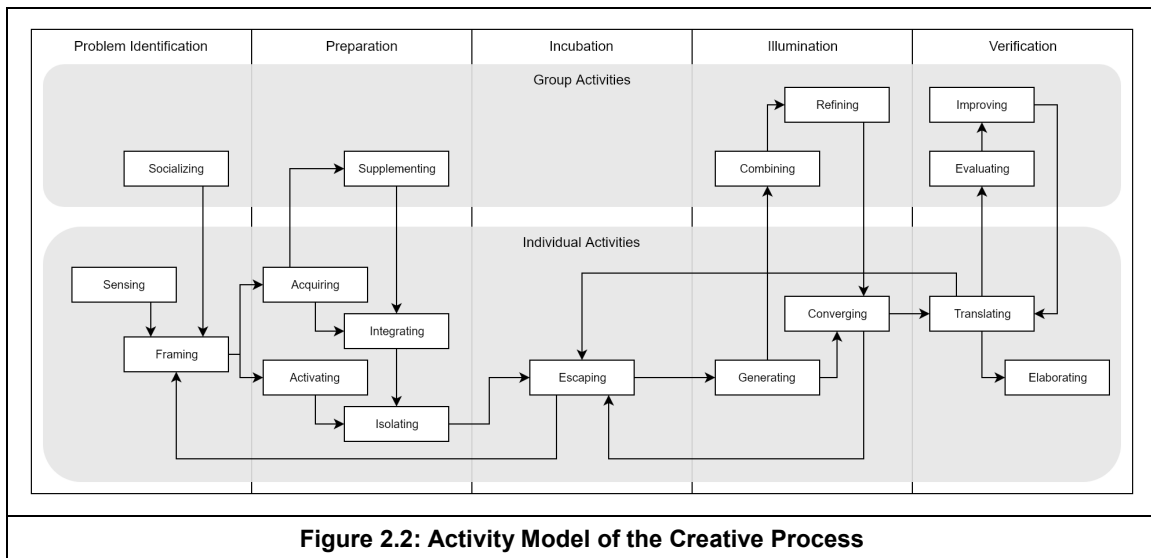 Problem Identification
Preparation
Incubation
Illumination
Verification
Group Activities
Refining
Improving
Socializing
Supplementing
Combining
Evaluating
Individual Activities
Sensing
Acquiring
Converging
Translating
Integrating
Framing
Activating
Escaping
Generating
Elaborating
Isolating
Figure 2.2: Activity Model of the Creative Process